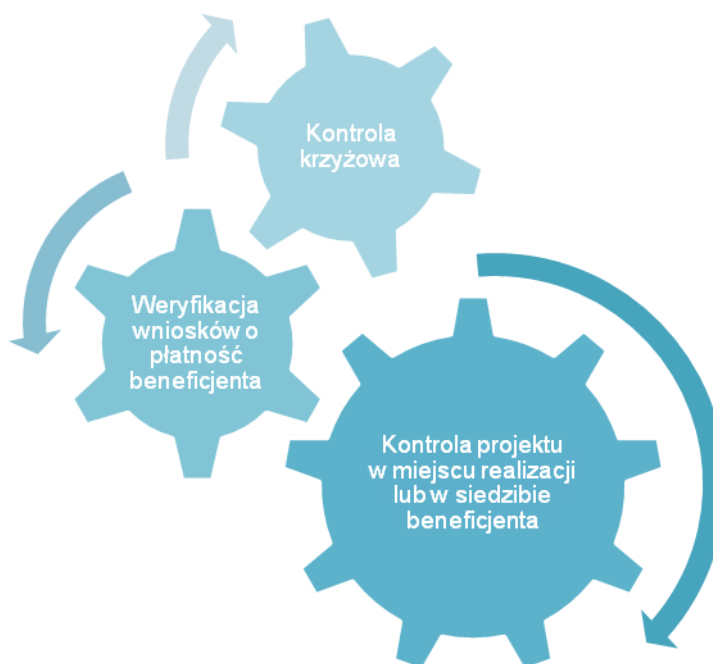 Kontrola
krzyżowa
Weryfikacja
wniosków o
płatność
beneficjenta
Kontrola projektu
w miejscu realizacji
lub w siedzibie
beneficjenta